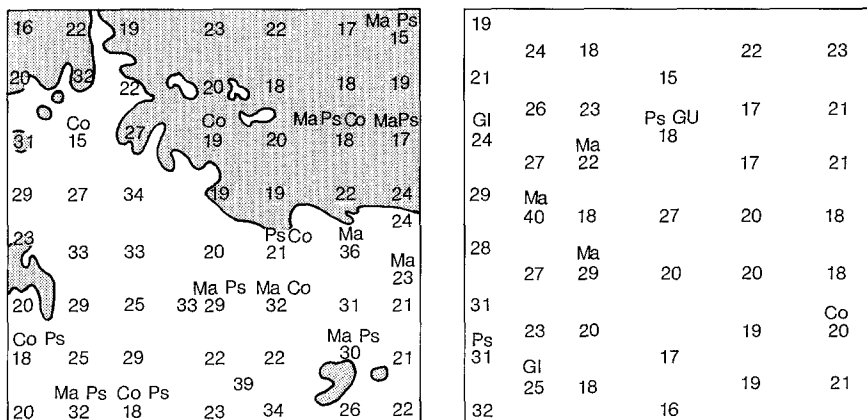 16 22 19 23 22 17 Ma Ps
15
20 32 22 20 18 18 19
Co Co Ma Ps Co Ma Ps
31 15 27 19 20 18 17
29 27 34 19 19 22 24
24
23 Ps Co Ma
33 33 20 21 36 Ma
23
Ma Ps Ma Co
20 29 25 33 29 32 31 21
Co Ps Ma Ps
18 25 29 22 22 30 21
39
Ma Ps Co Ps
20 32 18 23 34 26 22
19
24 18 22 23
21 15
26 23 17 21
GI Ps GU
24 Ma 18
27 22 17 21
29 Ma
40 18 27 20 18
28 Ma
27 29 20 20 18
31 Co
23 20 19 20
Ps
31 17
GI
25 18 19 21
32 16